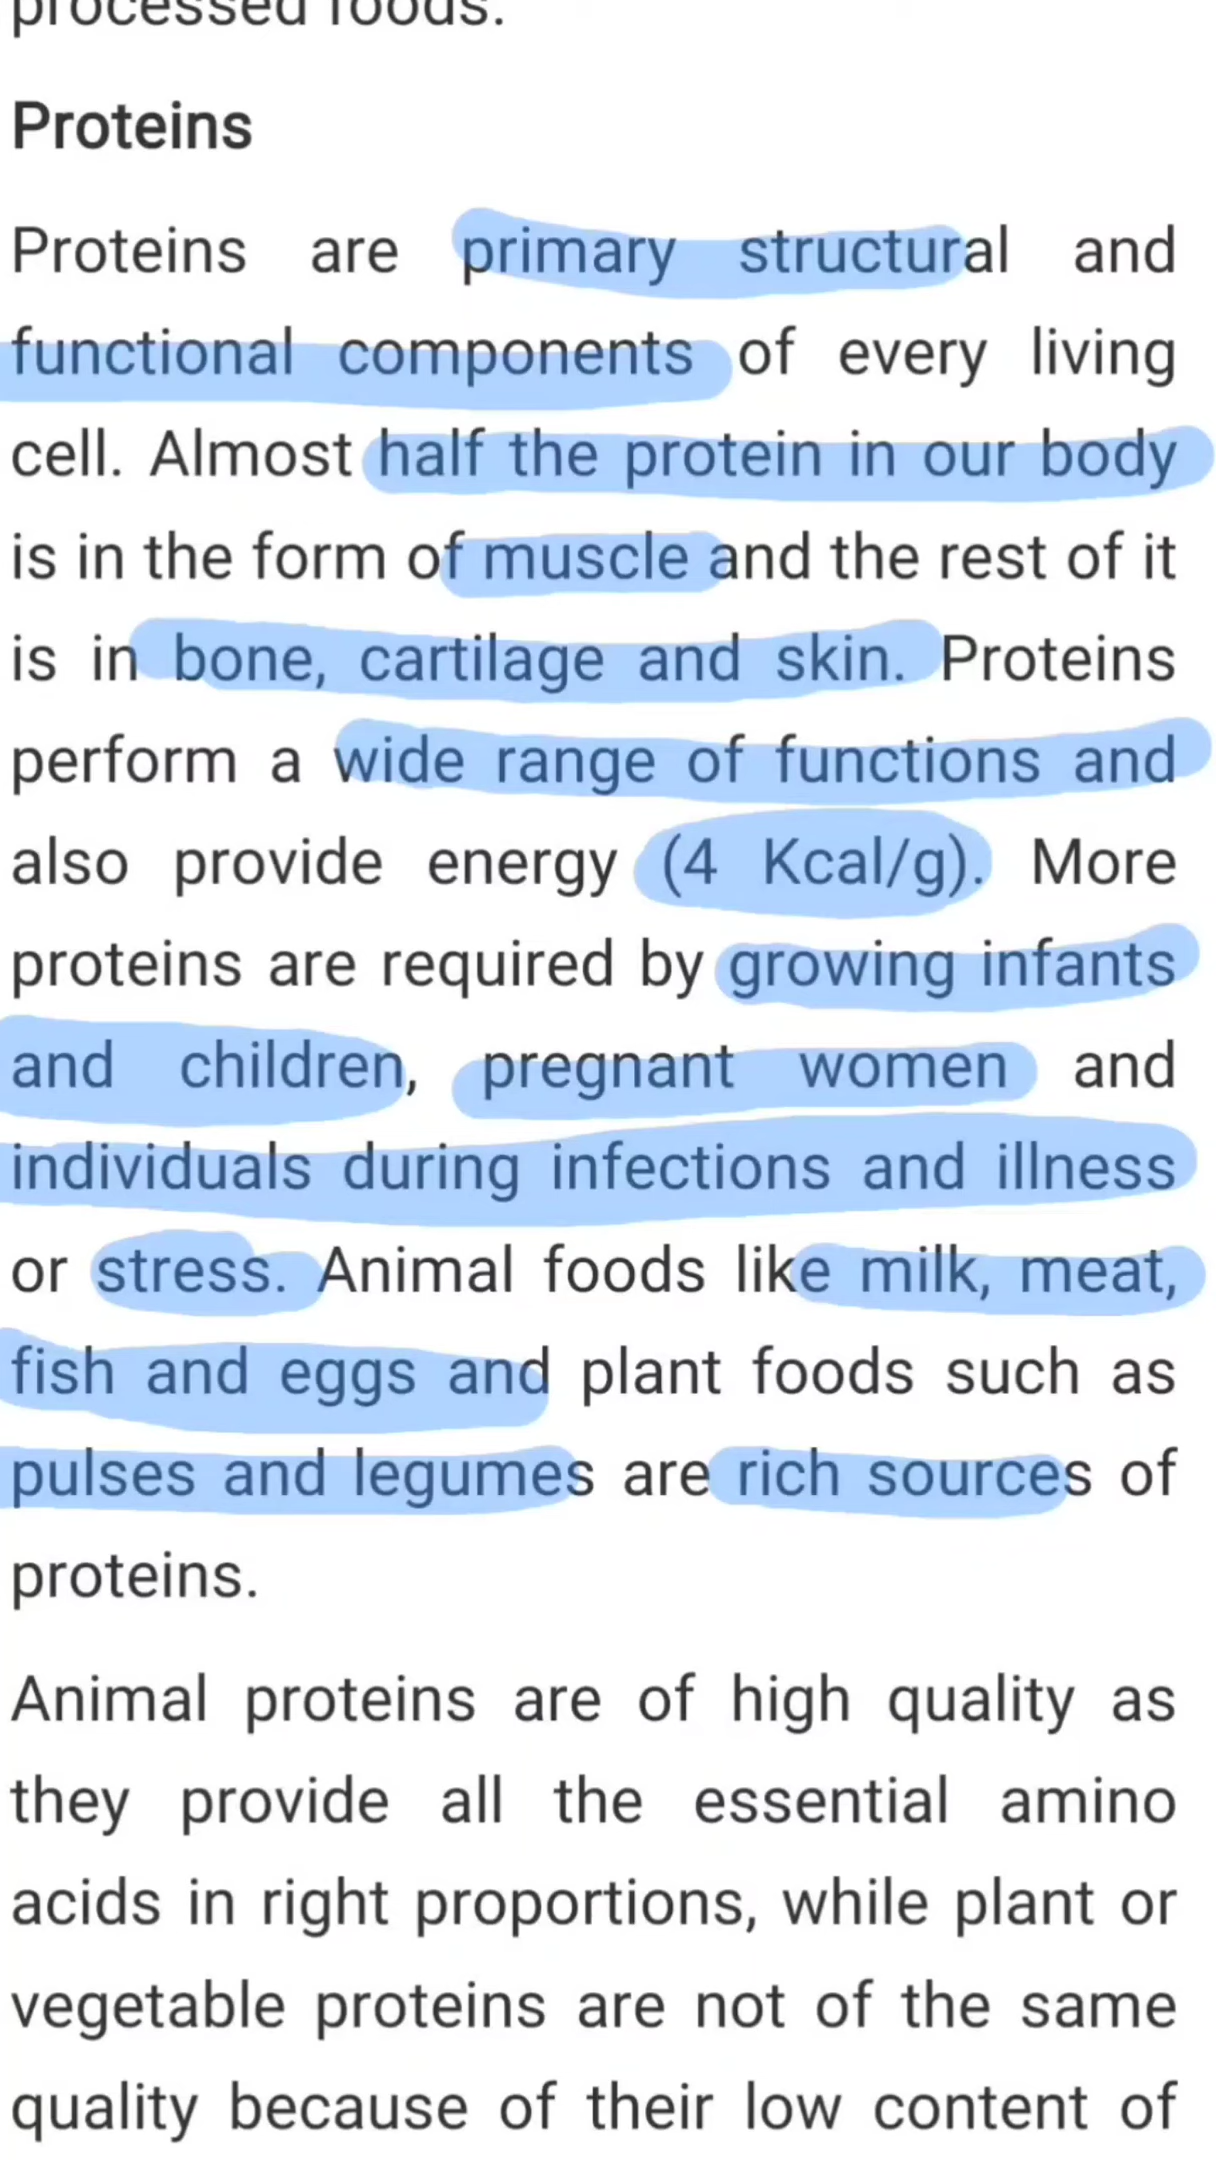 processed foods.
Proteins
Proteins are primary structural and
functional components of every living
cell. Almost half the protein in our body
is in the form of muscle and the rest of it
is in bone, cartilage and skin. Proteins
perform a wide range of functions and
also provide energy (4 Kcal/g). More
proteins are required by growing infants
and children, pregnant women and
individuals during infections and illness
or stress. Animal foods like milk, meat,
fish and eggs and plant foods such as
pulses and legumes are rich sources of
proteins.
Animal proteins are of high quality as
they provide all the essential amino
acids in right proportions, while plant or
vegetable proteins are not of the same
quality because of their low content of